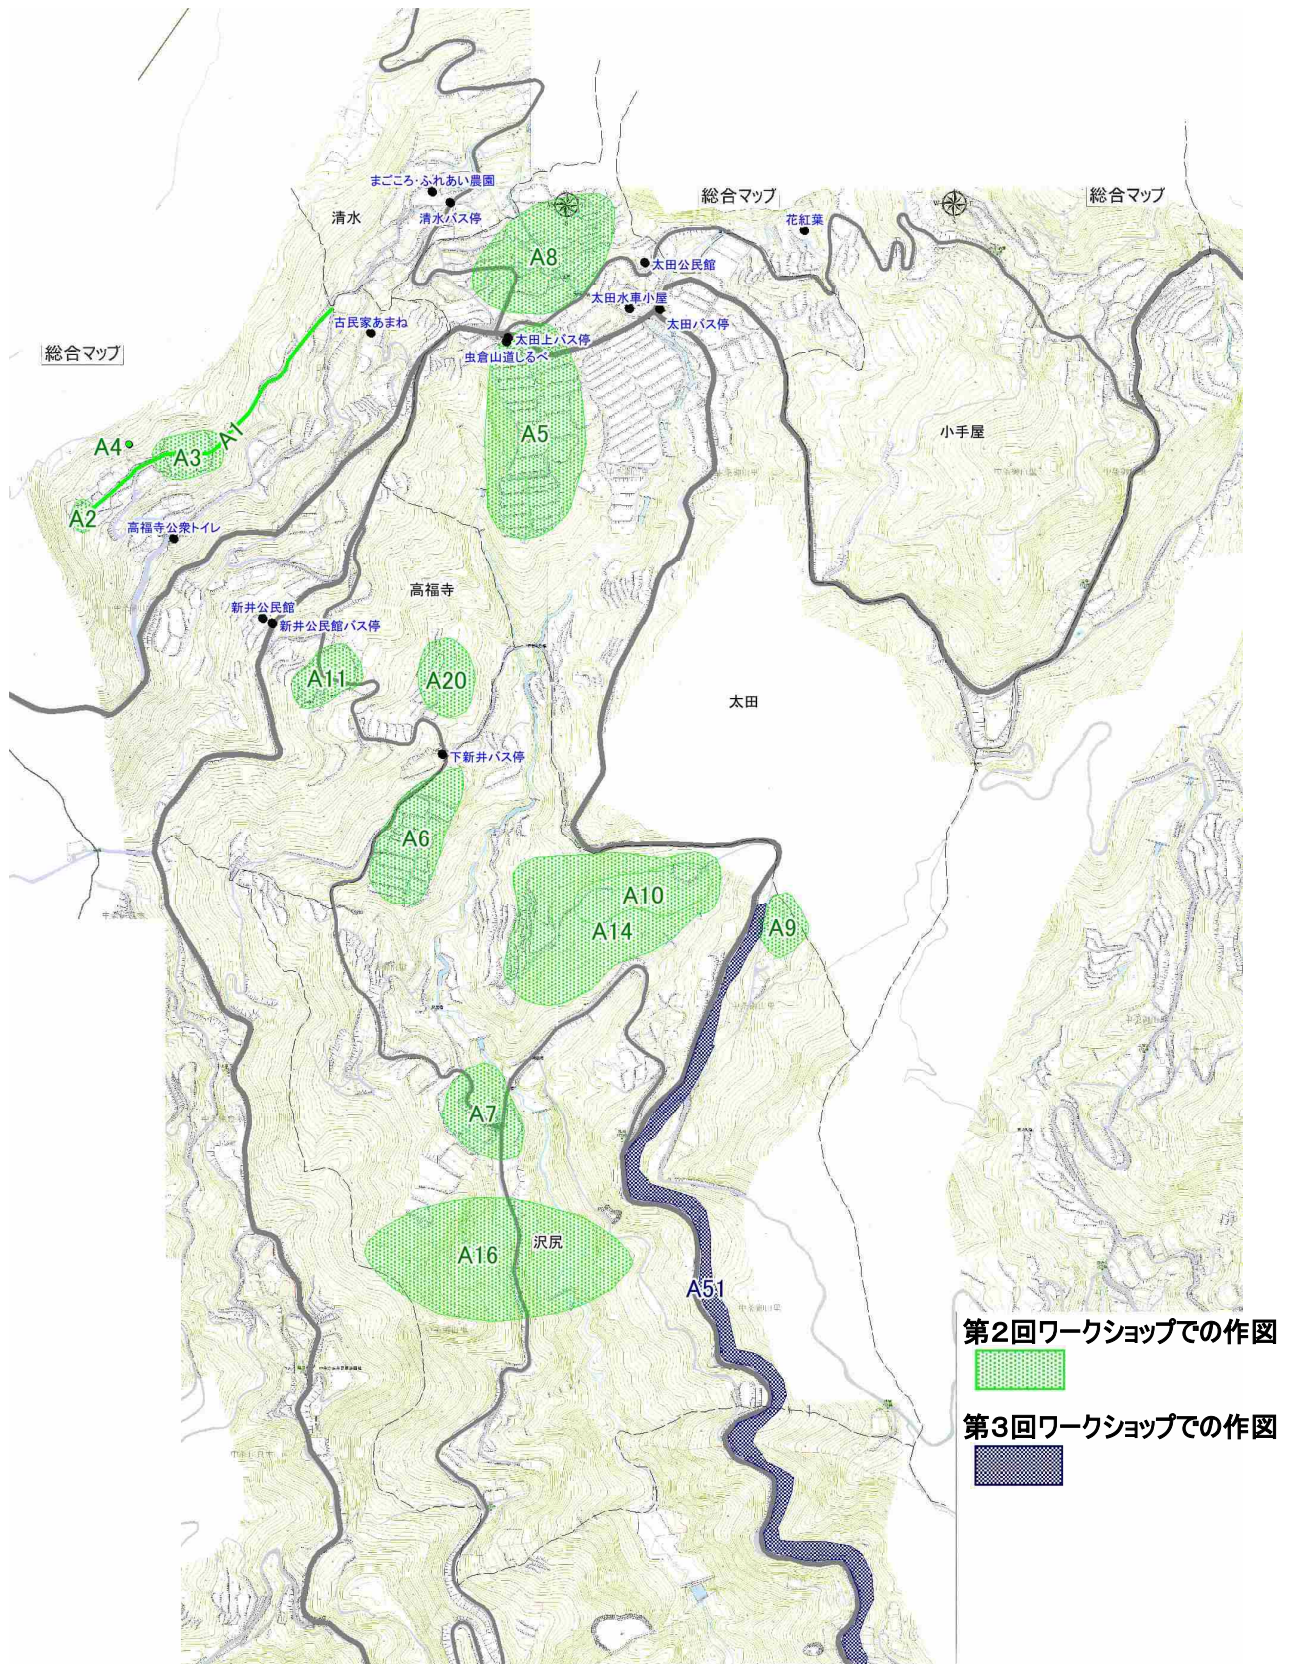 まごころ・ふれあい農園
清水
清水バス停
総合マップ
総合マップ
花紅葉
A8
太田公民館
太田水車小屋
太田バス停
古民家あまね
太田上バス停
虫倉山道しるべ
総合マップ
小手屋
A1
A4
A3
A5
A2
高福寺公衆トイレ
高福寺
新井公民館
新井公民館バス停
A11
A20
太田
下新井バス停
A6
A10
A14
A9
A7
A16
沢尻
A51
第2回ワークショップでの作図
第3回ワークショップでの作図